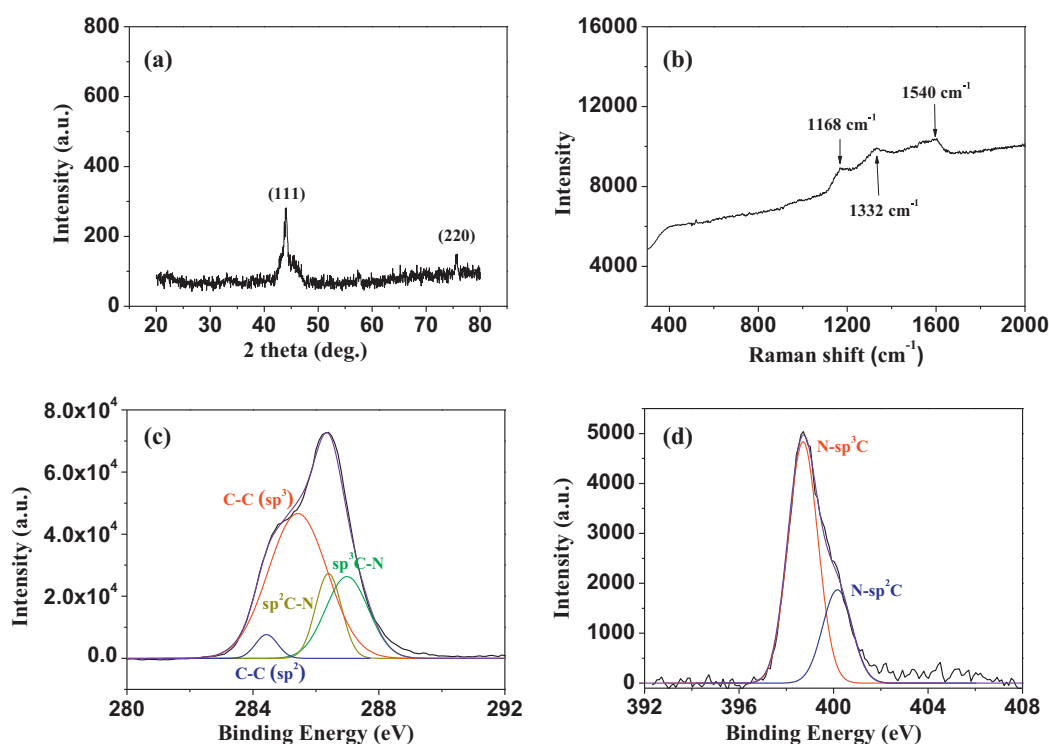 (a)
800
600
400
200
0
Intensity (a.u.)
(111)
(220)
20 30 40 50 60 70 80
2 theta (deg.)
(b)
16000
13000
10000
7000
4000
Intensity
1168 cm⁻¹
1540 cm⁻¹
1332 cm⁻¹
400 800 1200 1600 2000
Raman shift (cm⁻¹)
(c)
8.0x10⁴
6.0x10⁴
4.0x10⁴
2.0x10⁴
0.0
Intensity (a.u.)
C-C (sp³)
sp³C-N
sp²C-N
C-C (sp²)
280 284 288 292
Binding Energy (eV)
(d)
5000
4000
3000
2000
1000
0
Intensity (a.u.)
N-sp³C
N-sp²C
392 396 400 404 408
Binding Energy (eV)